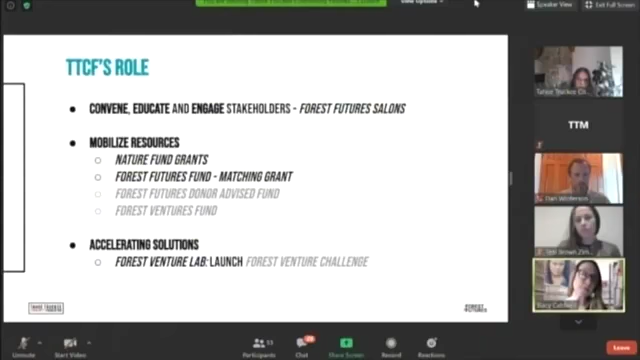 Speaker View
Exit Full Screen
TTCF'S ROLE
• CONVENE, EDUCATE AND ENGAGE STAKEHOLDERS - FOREST FUTURES SALONS
• MOBILIZE RESOURCES
○ NATURE FUND GRANTS
○ FOREST FUTURES FUND - MATCHING GRANT
○ FOREST FUTURES DONOR ADVISED FUND
○ FOREST VENTURES FUND
• ACCELERATING SOLUTIONS
○ FOREST VENTURE LAB: LAUNCH FOREST VENTURE CHALLENGE
TTM
FOREST
FUTURES
Unmute
Start Video
Participants
Chat
Share Screen
Record
Reactions
Leave